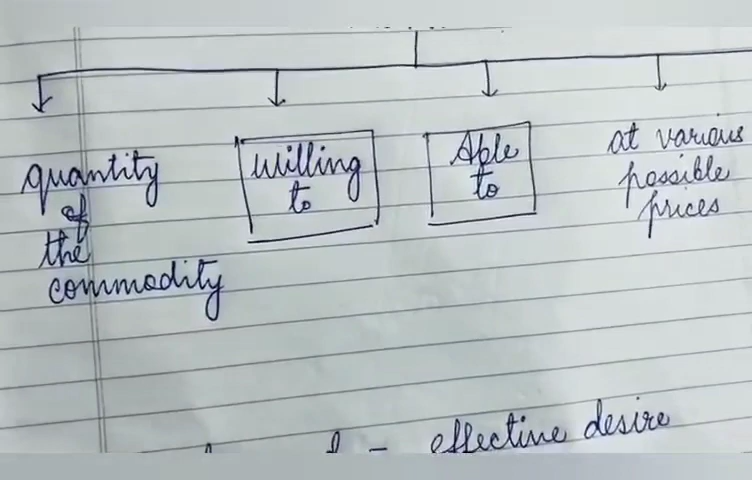 quantity
of
the
commodity
willing
to
Able
to
at various
possible
prices
- effective desire